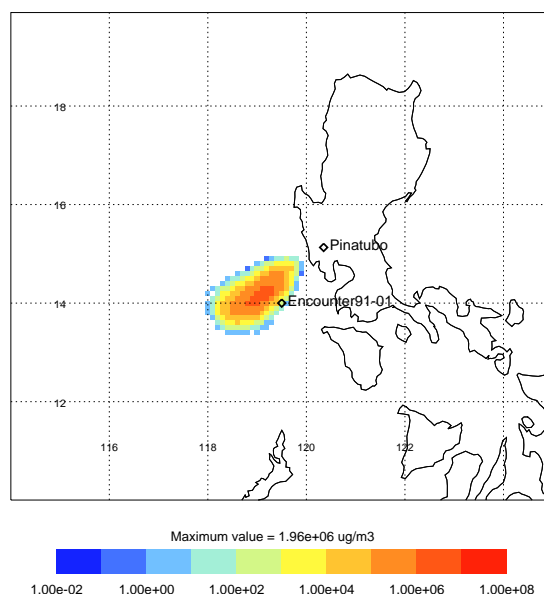 18
16
Pinatubo
14
Encounter91-01
12
116 118 120 122
Maximum value = 1.96e+06 ug/m3
1.00e-02 1.00e+00 1.00e+02 1.00e+04 1.00e+06 1.00e+08